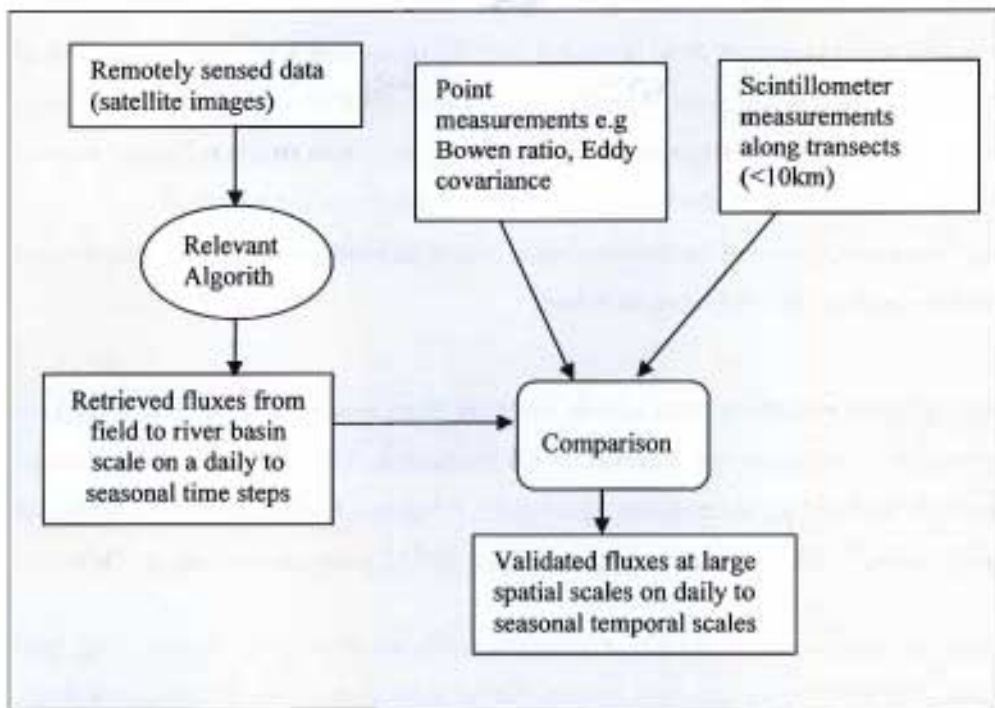 Remotely sensed data
(satellite images)
Point
measurements e.g
Bowen ratio, Eddy
covariance
Scintillometer
measurements
along transects
(<10km)
Relevant
Algorith
Retrieved fluxes from
field to river basin
scale on a daily to
seasonal time steps
Comparison
Validated fluxes at large
spatial scales on daily to
seasonal temporal scales